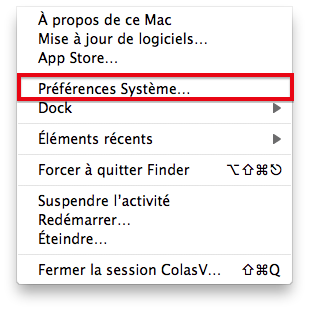 À propos de ce Mac
Mise à jour de logiciels…
App Store…
Préférences Système…
Dock
Éléments récents
Forcer à quitter Finder ⌥⇧⌘⎋
Suspendre l’activité
Redémarrer…
Éteindre…
Fermer la session ColasV… ⇧⌘Q